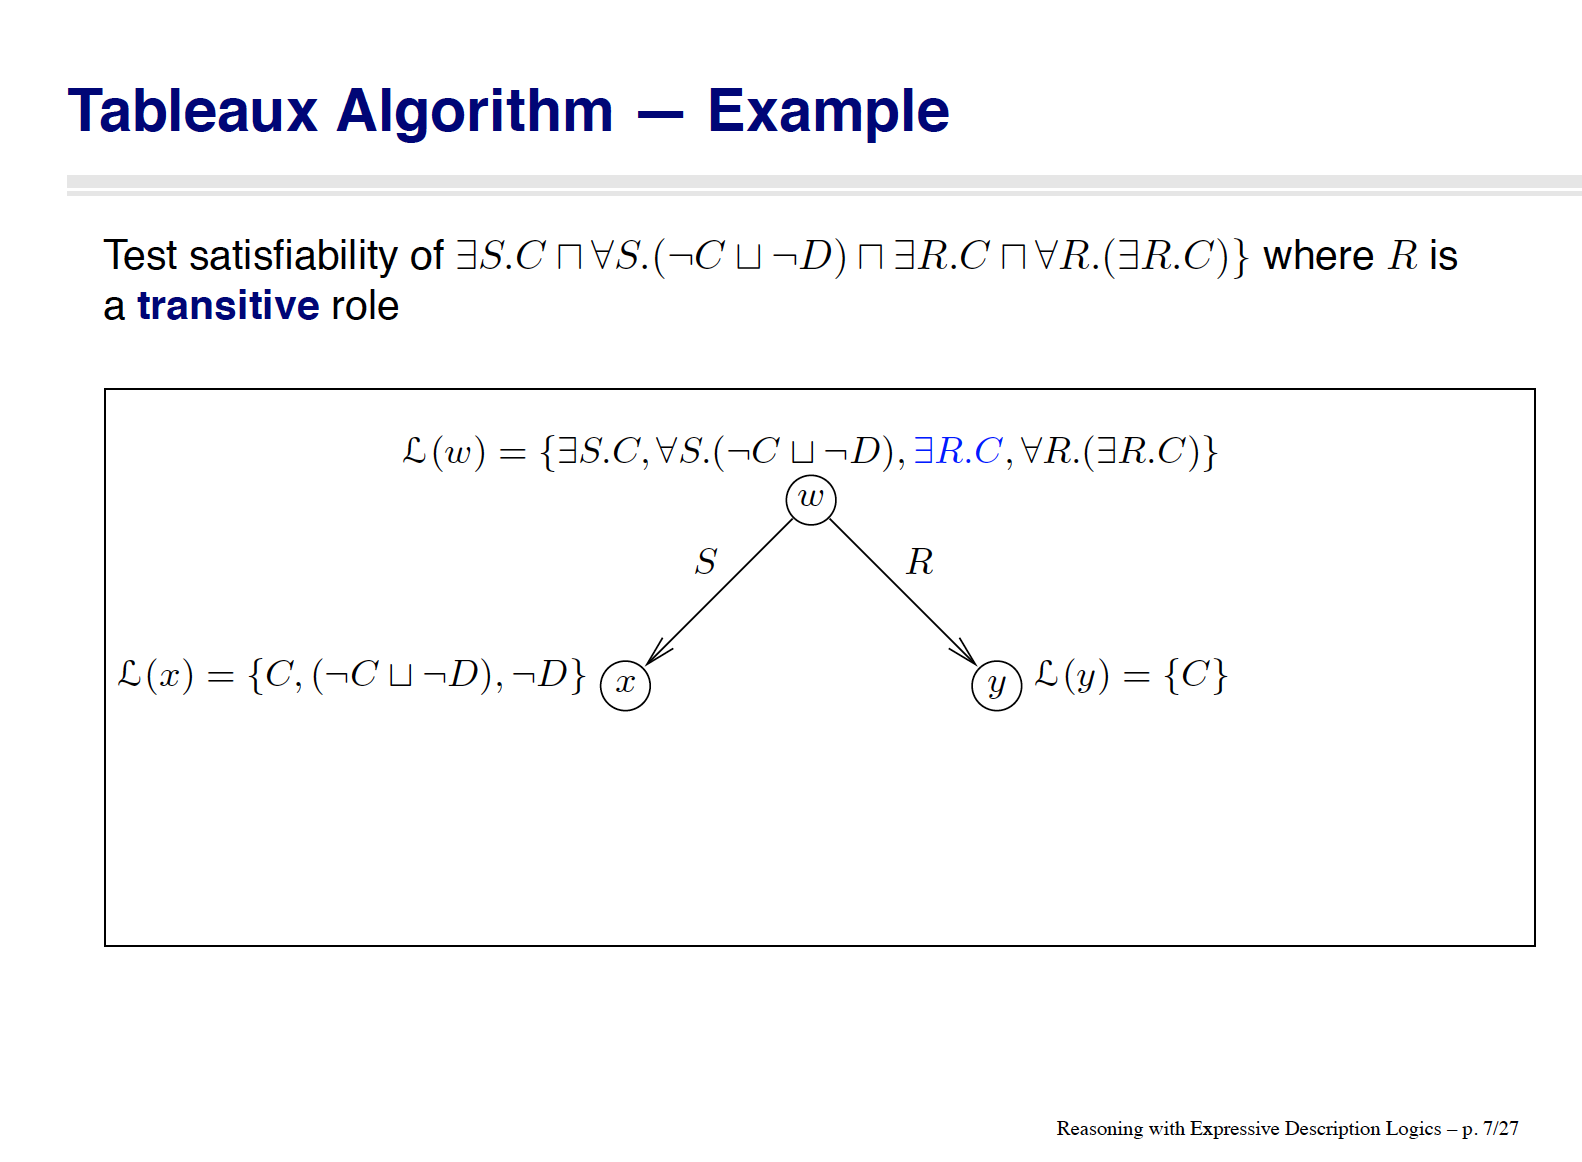 Tableaux Algorithm — Example
Test satisfiability of ∃S.C ⊓ ∀S.(¬C ⊔ ¬D) ⊓ ∃R.C ⊓ ∀R.(∃R.C)} where R is
a transitive role
ℒ(w) = {∃S.C, ∀S.(¬C ⊔ ¬D), ∃R.C, ∀R.(∃R.C)}
w
S
R
ℒ(x) = {C, (¬C ⊔ ¬D), ¬D}
x
y
ℒ(y) = {C}
Reasoning with Expressive Description Logics – p. 7/27